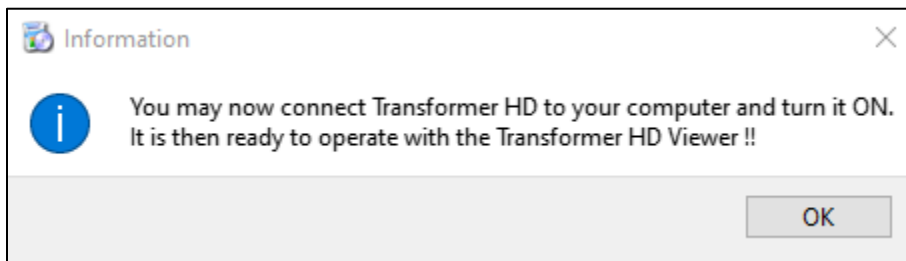 Information
You may now connect Transformer HD to your computer and turn it ON.
It is then ready to operate with the Transformer HD Viewer !!
OK